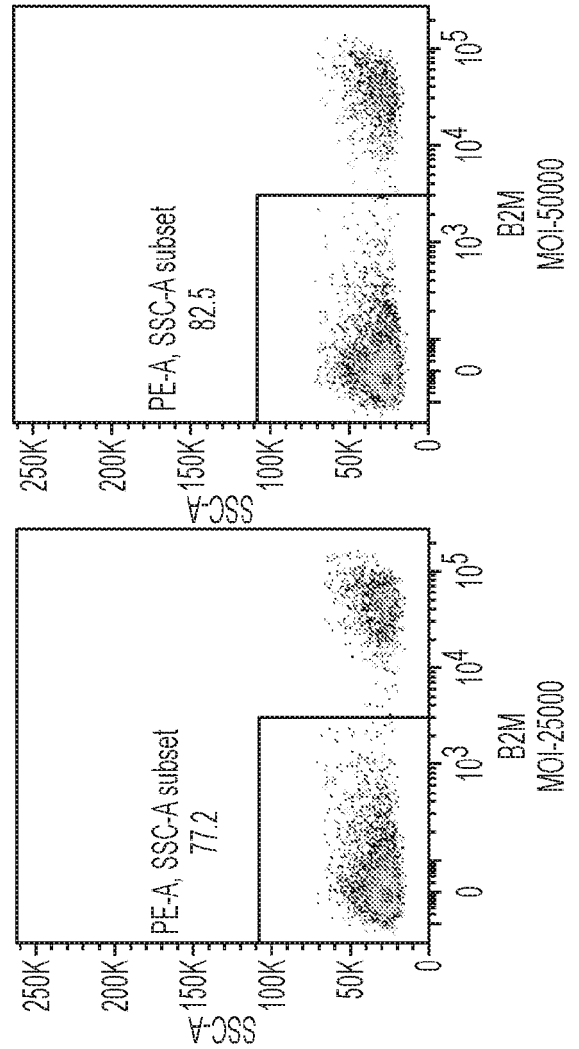 250K
200K
150K
100K
50K
0
SSC-A
PE-A, SSC-A subset
77.2
0
10³
10⁴
10⁵
B2M
MOI-25000
250K
200K
150K
100K
50K
0
SSC-A
PE-A, SSC-A subset
82.5
0
10³
10⁴
10⁵
B2M
MOI-50000